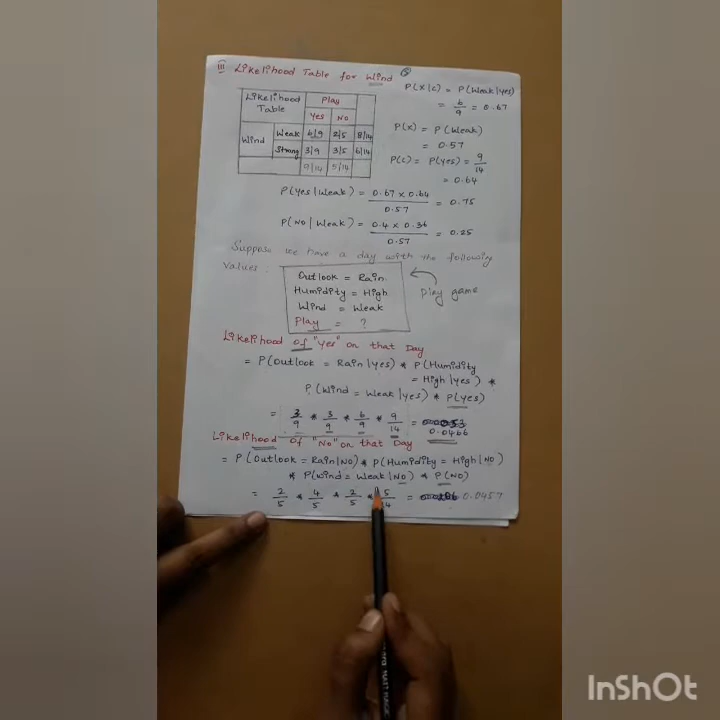 III Likelihood Table for Wind
P(x|c) = P(Weak|yes)
= 6/9 = 0.67
P(x) = P(Weak)
= 0.57
P(c) = P(yes) = 9/14
= 0.64
Likelihood Table Play
Yes No
Wind Weak 6/9 2/5 8/14
Strong 3/9 3/5 6/14
9/14 5/14
P(yes|Weak) = 0.67 x 0.64 / 0.57 = 0.75
P(NO|Weak) = 0.4 x 0.36 / 0.57 = 0.25
Suppose we have a day with the following
values :
Outlook = Rain
Humidity = High
Wind = Weak
Play = ?
play game
Likelihood of "yes" on that Day
= P(Outlook = Rain|yes) * P(Humidity
= High|yes) *
P(Wind = Weak|yes) * P(yes)
= 3/9 * 3/9 * 6/9 * 9/14 =
0.0466
Likelihood of "No" on that Day
= P(Outlook = Rain|NO) * P(Humidity = High|NO)
* P(Wind = Weak|NO) * P(NO)
= 2/5 * 4/5 * 2/5 * 5/14 = 0.0457
InShOt